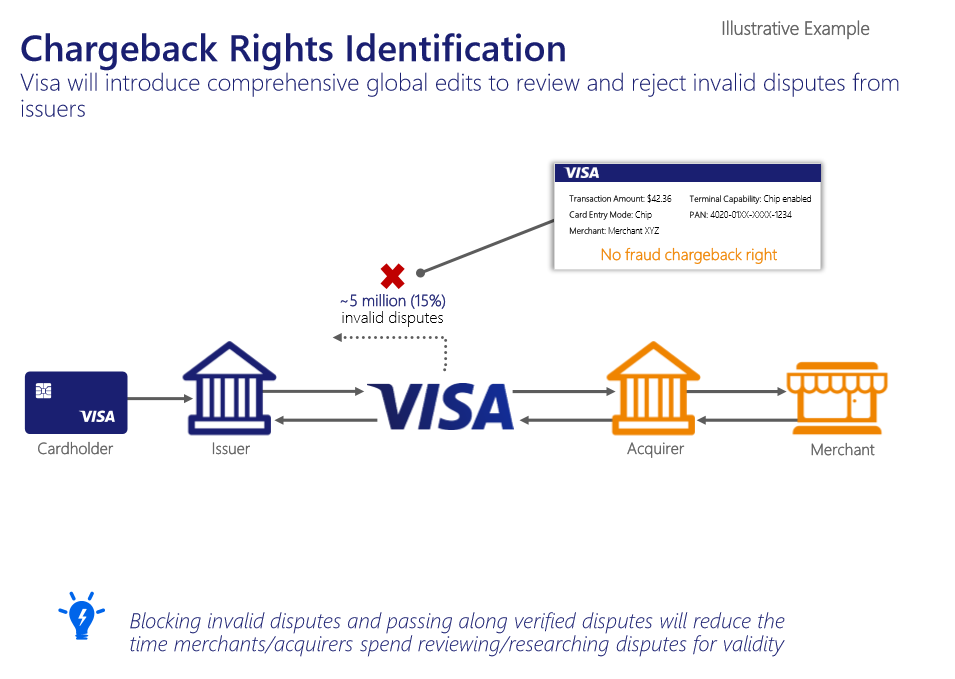 Illustrative Example
Chargeback Rights Identification
Visa will introduce comprehensive global edits to review and reject invalid disputes from
issuers
VISA
Transaction Amount: $42.36 Terminal Capability: Chip enabled
Card Entry Mode: Chip PAN: 4020-01XX-XXXX-1234
Merchant: Merchant XYZ
No fraud chargeback right
~5 million (15%)
invalid disputes
VISA
VISA
Cardholder Issuer Acquirer Merchant
Blocking invalid disputes and passing along verified disputes will reduce the
time merchants/acquirers spend reviewing/researching disputes for validity